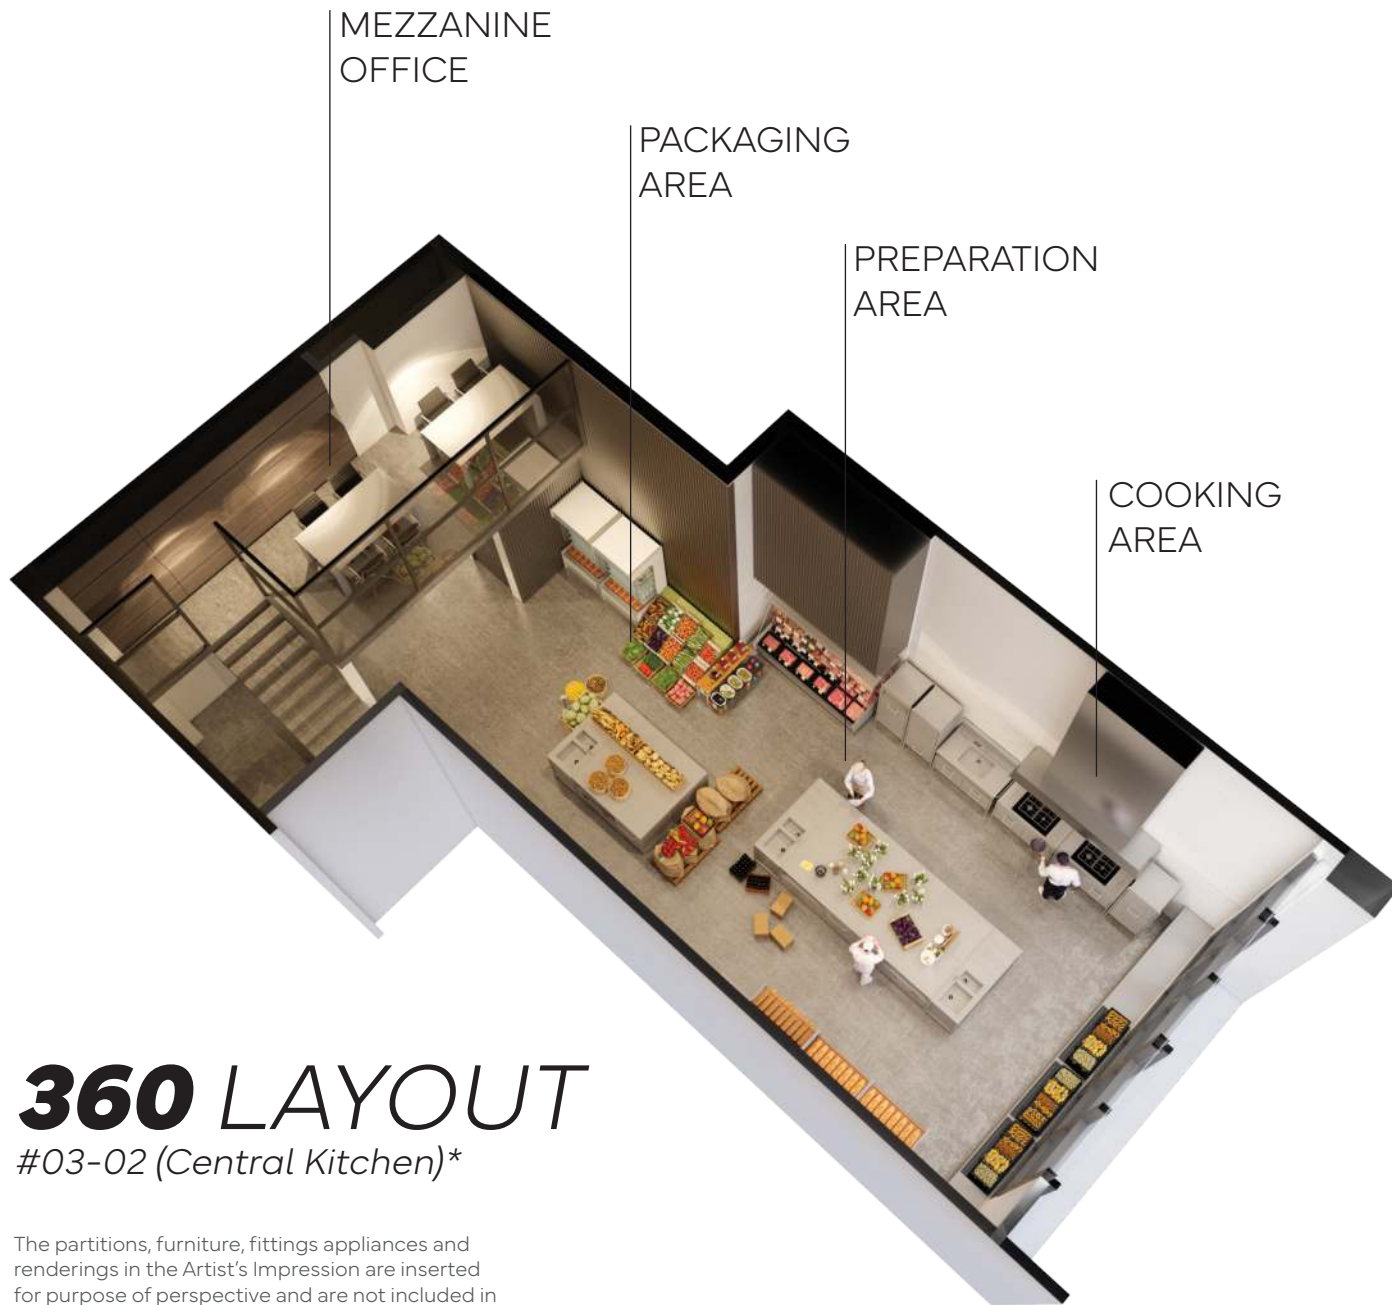 MEZZANINE
OFFICE
PACKAGING
AREA
PREPARATION
AREA
COOKING
AREA
360 LAYOUT
#03-02 (Central Kitchen)*
The partitions, furniture, fittings appliances and
renderings in the Artist's Impression are inserted
for purpose of perspective and are not included in